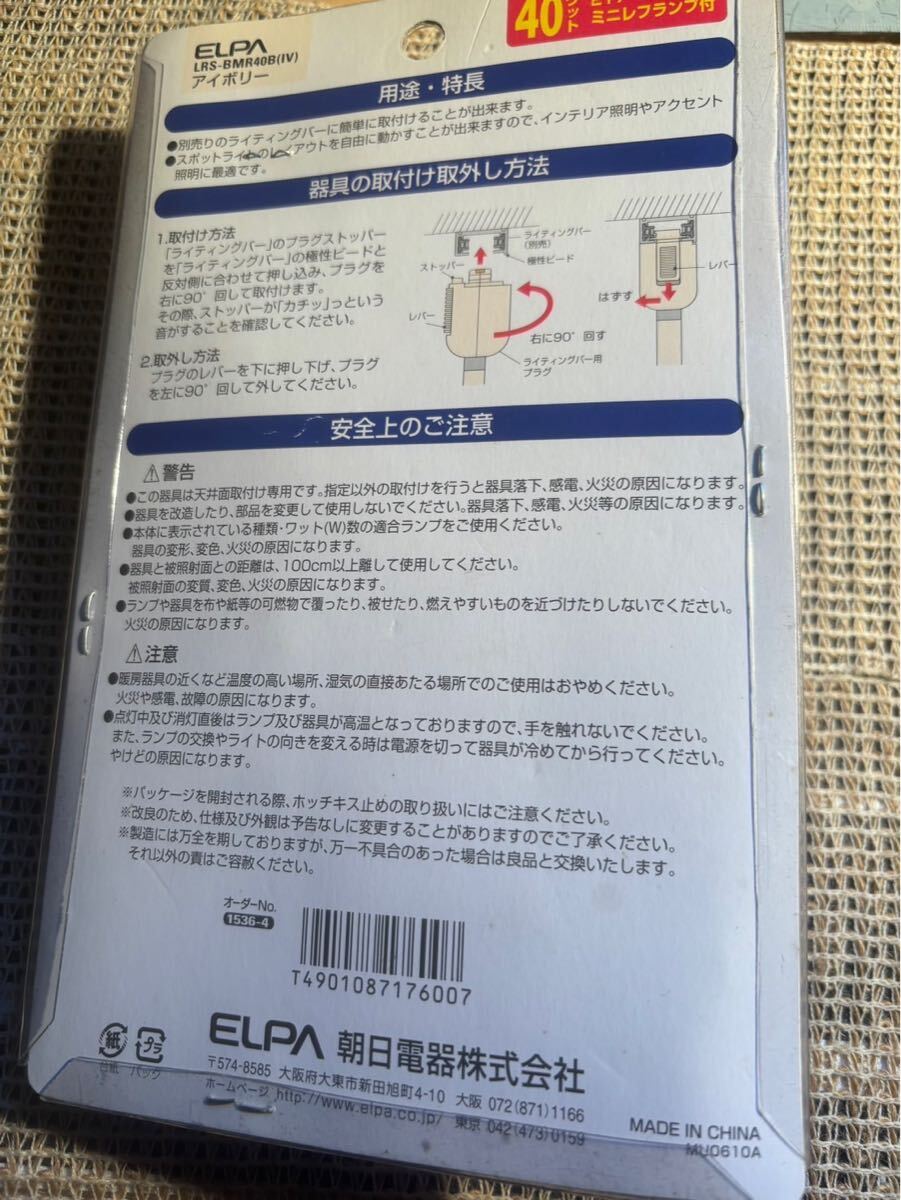 ELPA
LRS-BMR40B(IV)
アイボリー
40
ミニレフランプ付
用途・特長
●別売りのライティングバーに簡単に取付けることが出来ます。
●スポットライトのレイアウトを自由に動かすことが出来ますので、インテリア照明やアクセント
照明に最適です。
器具の取付け取外し方法
1.取付け方法
「ライティングバー」のプラグストッパー
を「ライティングバー」の極性ビードと
反対側に合わせて押し込み、プラグを
右に90°回して取付けます。
その際、ストッパーが「カチッ」っという
音がすることを確認してください。
2.取外し方法
プラグのレバーを下に押し下げ、プラグ
を左に90°回して外してください。
ライティングバー
(別売)
極性ビード
ストッパー
レバー
右に90°回す
ライティングバー用
プラグ
はずす
レバー
安全上のご注意
⚠警告
●この器具は天井面取付け専用です。指定以外の取付けを行うと器具落下、感電、火災の原因になります。
●器具を改造したり、部品を変更して使用しないでください。器具落下、感電、火災等の原因になります。
●本体に表示されている種類・ワット(W)数の適合ランプをご使用ください。
器具の変形、変色、火災の原因になります。
●器具と被照射面との距離は、100cm以上離して使用してください。
被照射面の変質、変色、火災の原因になります。
●ランプや器具を布や紙等の可燃物で覆ったり、被せたり、燃えやすいものを近づけたりしないでください。
火災の原因になります。
⚠注意
●暖房器具の近くなど温度の高い場所、湿気の直接あたる場所でのご使用はおやめください。
火災や感電、故障の原因になります。
●点灯中及び消灯直後はランプ及び器具が高温となっておりますので、手を触れないでください。
また、ランプの交換やライトの向きを変える時は電源を切って器具が冷めてから行ってください。
やけどの原因になります。
※パッケージを開封される際、ホッチキス止めの取り扱いにはご注意ください。
※改良のため、仕様及び外観は予告なしに変更することがありますのでご了承ください。
※製造には万全を期しておりますが、万一不具合のあった場合は良品と交換いたします。
それ以外の責はご容赦ください。
オーダーNo.
1536-4
T4901087176007
紙
プラ
台紙
パック
ELPA 朝日電器株式会社
〒574-8585 大阪府大東市新田旭町4-10 大阪 072(871)1166
ホームページ http://www.elpa.co.jp/ 東京 042(473)0159
MADE IN CHINA
MU0610A